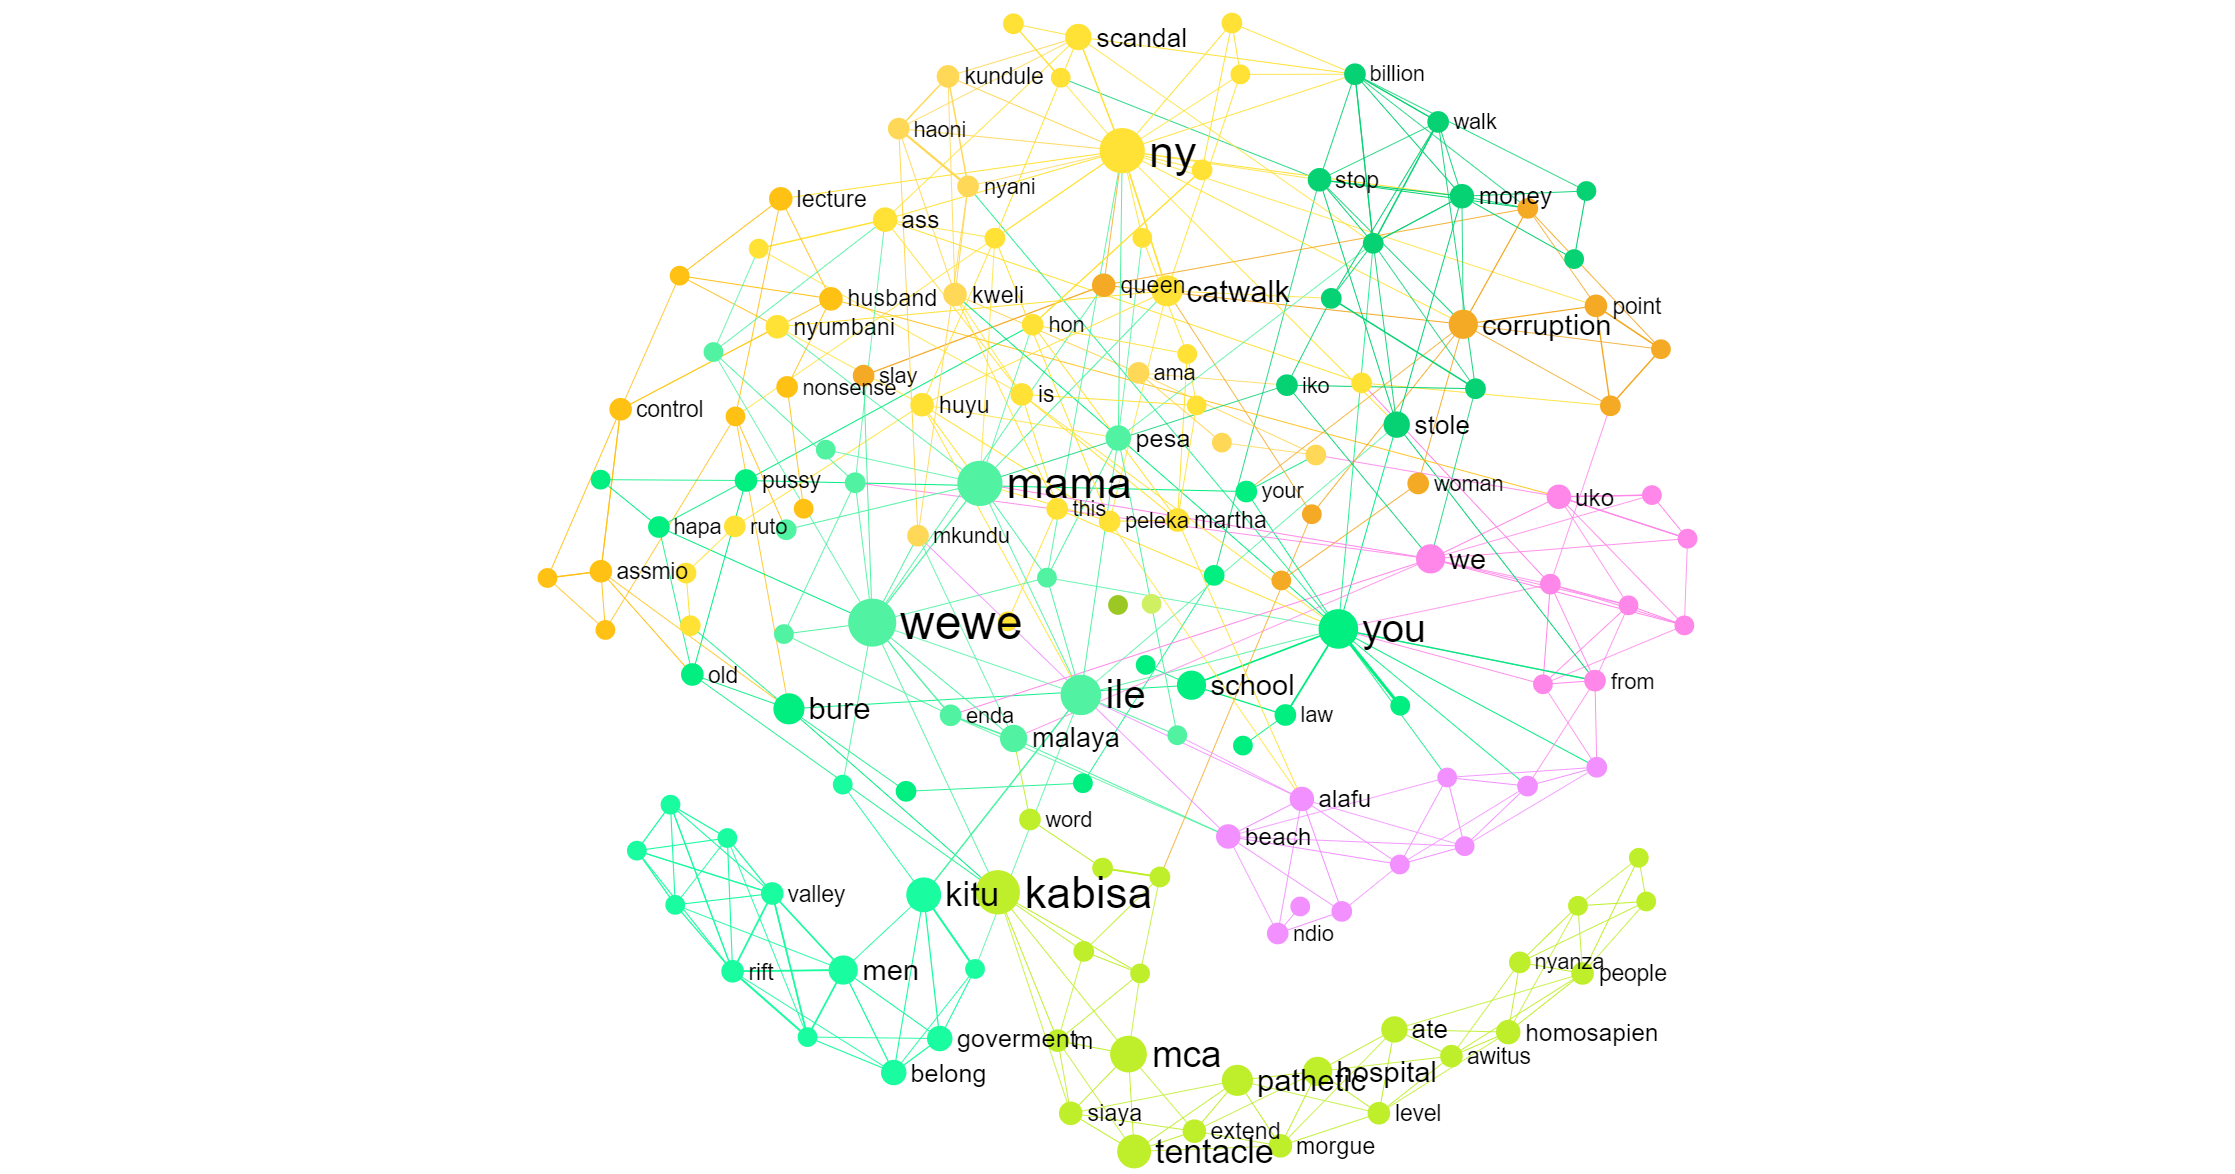 scandal
kundule
billion
walk
haoni
ny
stop
nyani
money
lecture
ass
queen
catwalk
husband
kweli
point
nyumbani
hon
corruption
slay
nonsense
ama
iko
is
control
huyu
stole
pesa
pussy
mama
your
woman
uko
this
hapa
ruto
peleka
martha
mkundu
we
assmio
wewe
you
old
school
from
ile
bure
enda
law
malaya
alafu
word
beach
valley
kitu
kabisa
ndio
rift
men
nyanza
people
ate
homosapien
goverment
m
mca
awitus
belong
pathetic
hospital
siaya
level
extend
morgue
tentacle